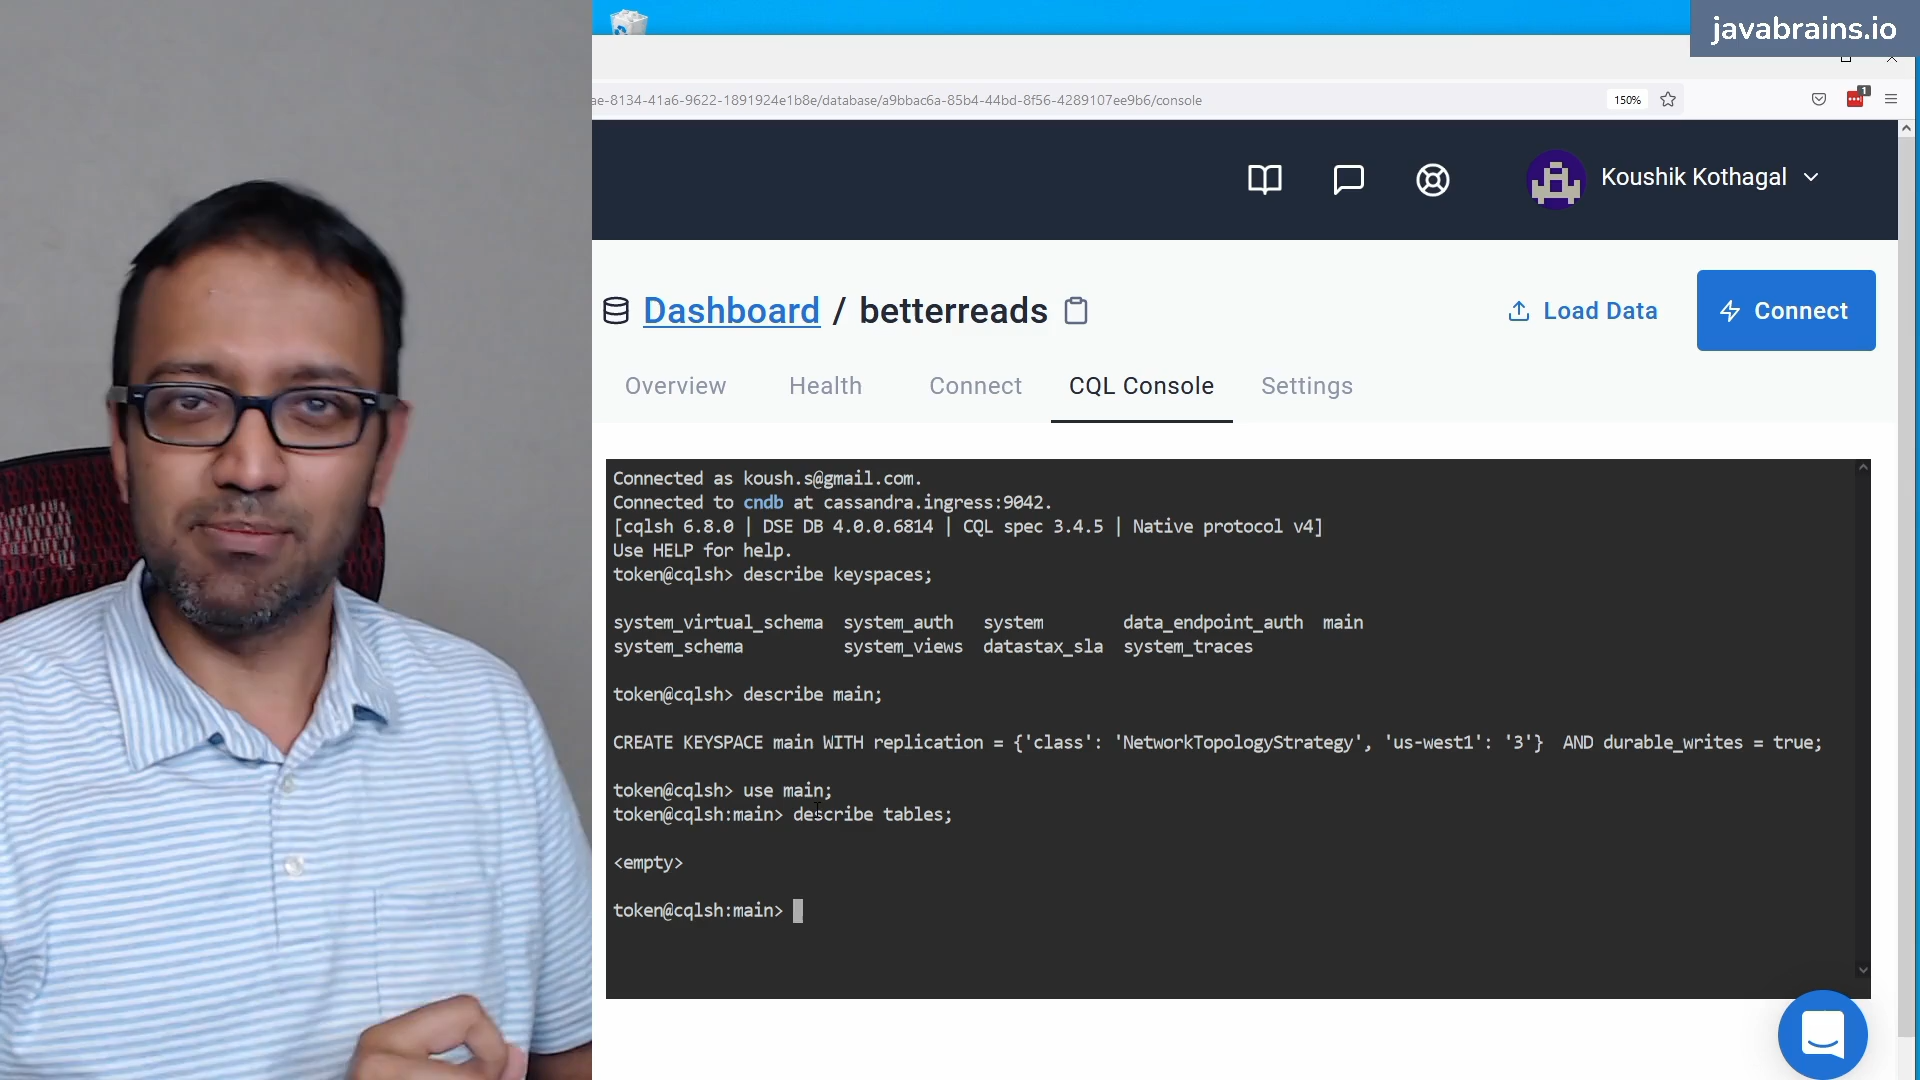 javabrains.io
ae-8134-41a6-9622-1891924e1b8e/database/a9bbac6a-85b4-44bd-8f56-4289107ee9b6/console
150%
1
Koushik Kothagal
Dashboard / betterreads
Load Data
Connect
Overview Health Connect CQL Console Settings
Connected as koush.s@gmail.com.
Connected to cndb at cassandra.ingress:9042.
[cqlsh 6.8.0 | DSE DB 4.0.0.6814 | CQL spec 3.4.5 | Native protocol v4]
Use HELP for help.
token@cqlsh> describe keyspaces;
system_virtual_schema system_auth system data_endpoint_auth main
system_schema system_views datastax_sla system_traces
token@cqlsh> describe main;
CREATE KEYSPACE main WITH replication = {'class': 'NetworkTopologyStrategy', 'us-west1': '3'} AND durable_writes = true;
token@cqlsh> use main;
token@cqlsh:main> describe tables;
<empty>
token@cqlsh:main>